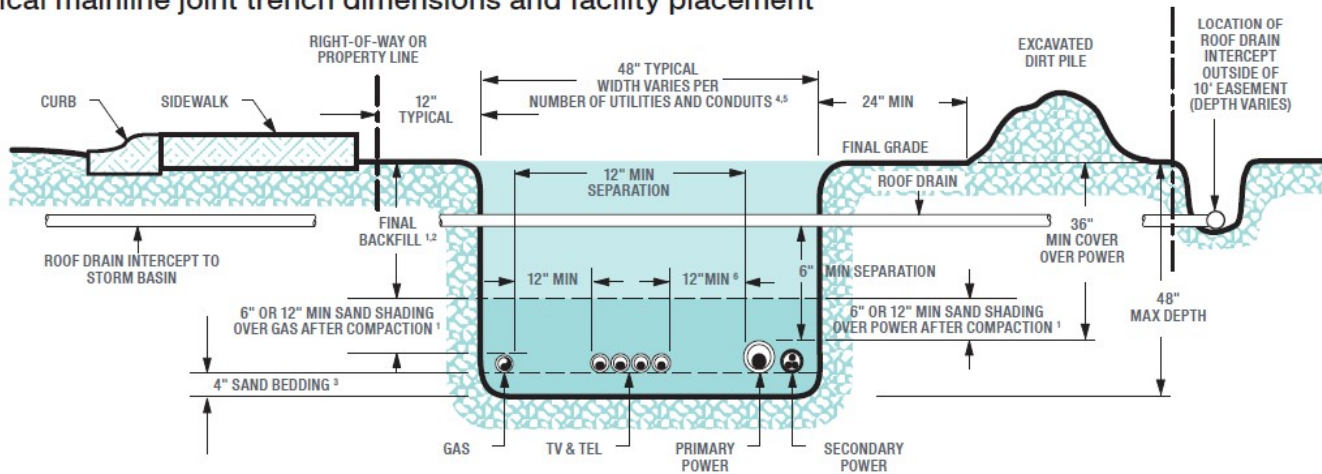 ical mainline joint trench dimensions and facility placement
RIGHT-OF-WAY OR
PROPERTY LINE
CURB
SIDEWALK
12"
TYPICAL
48" TYPICAL
WIDTH VARIES PER
NUMBER OF UTILITIES AND CONDUITS 4,5
24" MIN
EXCAVATED
DIRT PILE
LOCATION OF
ROOF DRAIN
INTERCEPT
OUTSIDE OF
10' EASEMENT
(DEPTH VARIES)
FINAL GRADE
12" MIN
SEPARATION
ROOF DRAIN
FINAL
BACKFILL 1,2
ROOF DRAIN INTERCEPT TO
STORM BASIN
36"
MIN COVER
OVER POWER
12" MIN
12"MIN 6
6" MIN SEPARATION
6" OR 12" MIN SAND SHADING
OVER GAS AFTER COMPACTION 1
6" OR 12" MIN SAND SHADING
OVER POWER AFTER COMPACTION 1
48"
MAX DEPTH
4" SAND BEDDING 3
GAS
TV & TEL
PRIMARY
POWER
SECONDARY
POWER